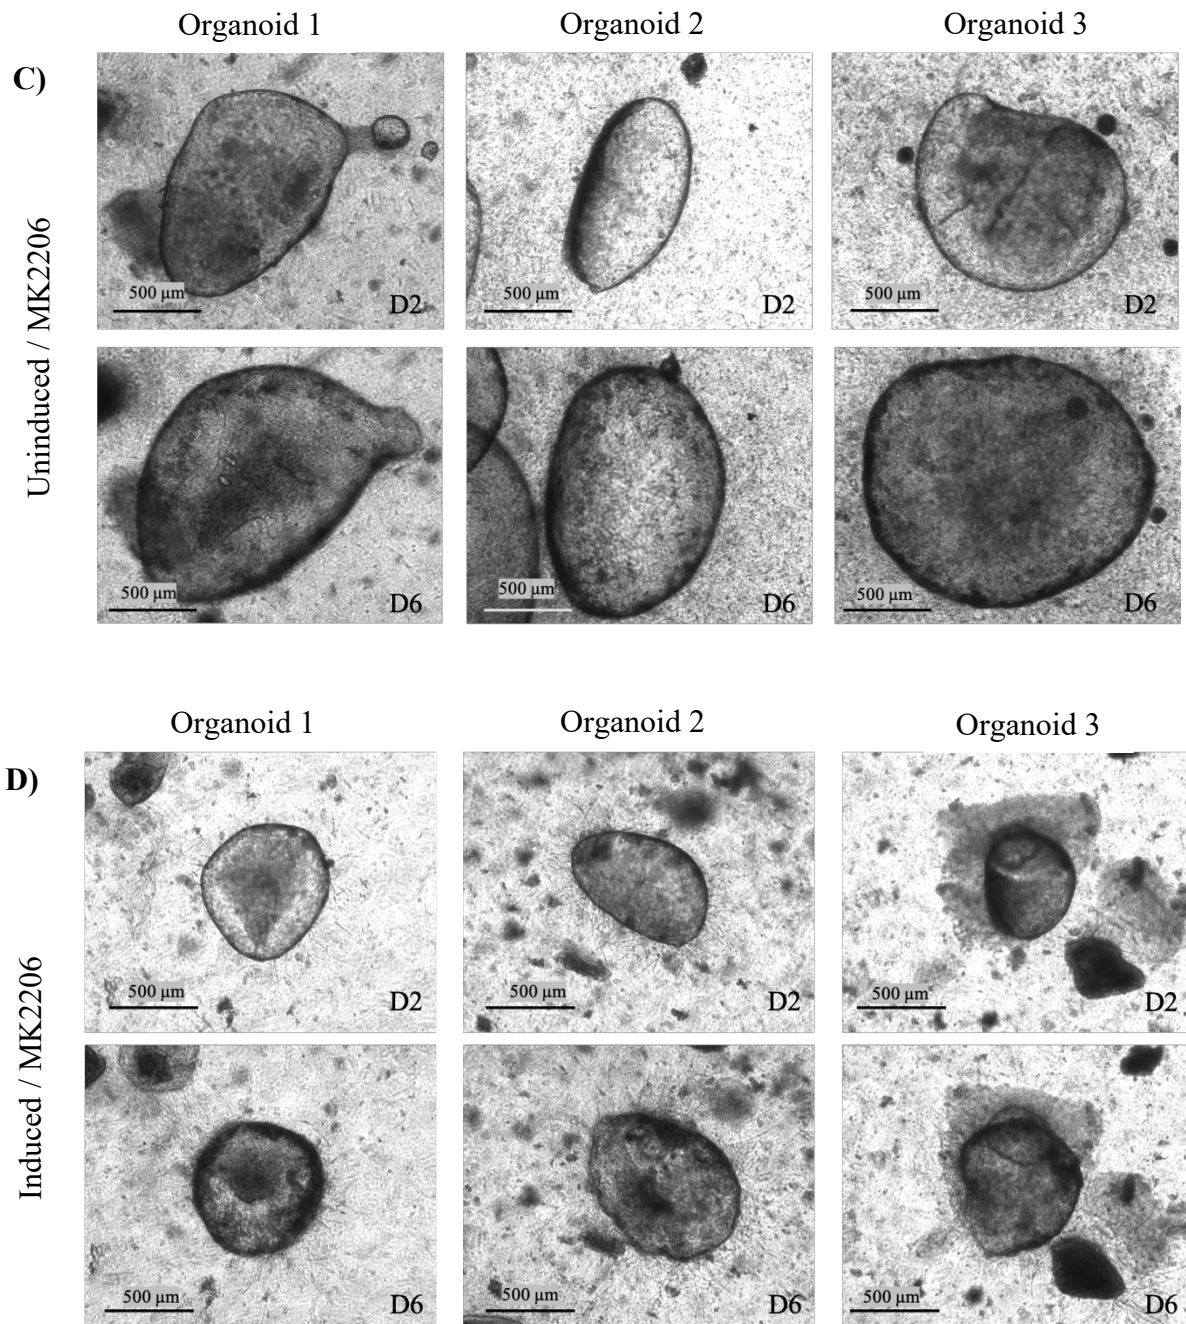 Organoid 1 Organoid 2 Organoid 3
C)
Uninduced / MK2206
500 µm D2 500 µm D2 500 µm D2
500 µm D6 500 µm D6 500 µm D6
Organoid 1 Organoid 2 Organoid 3
D)
Induced / MK2206
500 µm D2 500 µm D2 500 µm D2
500 µm D6 500 µm D6 500 µm D6